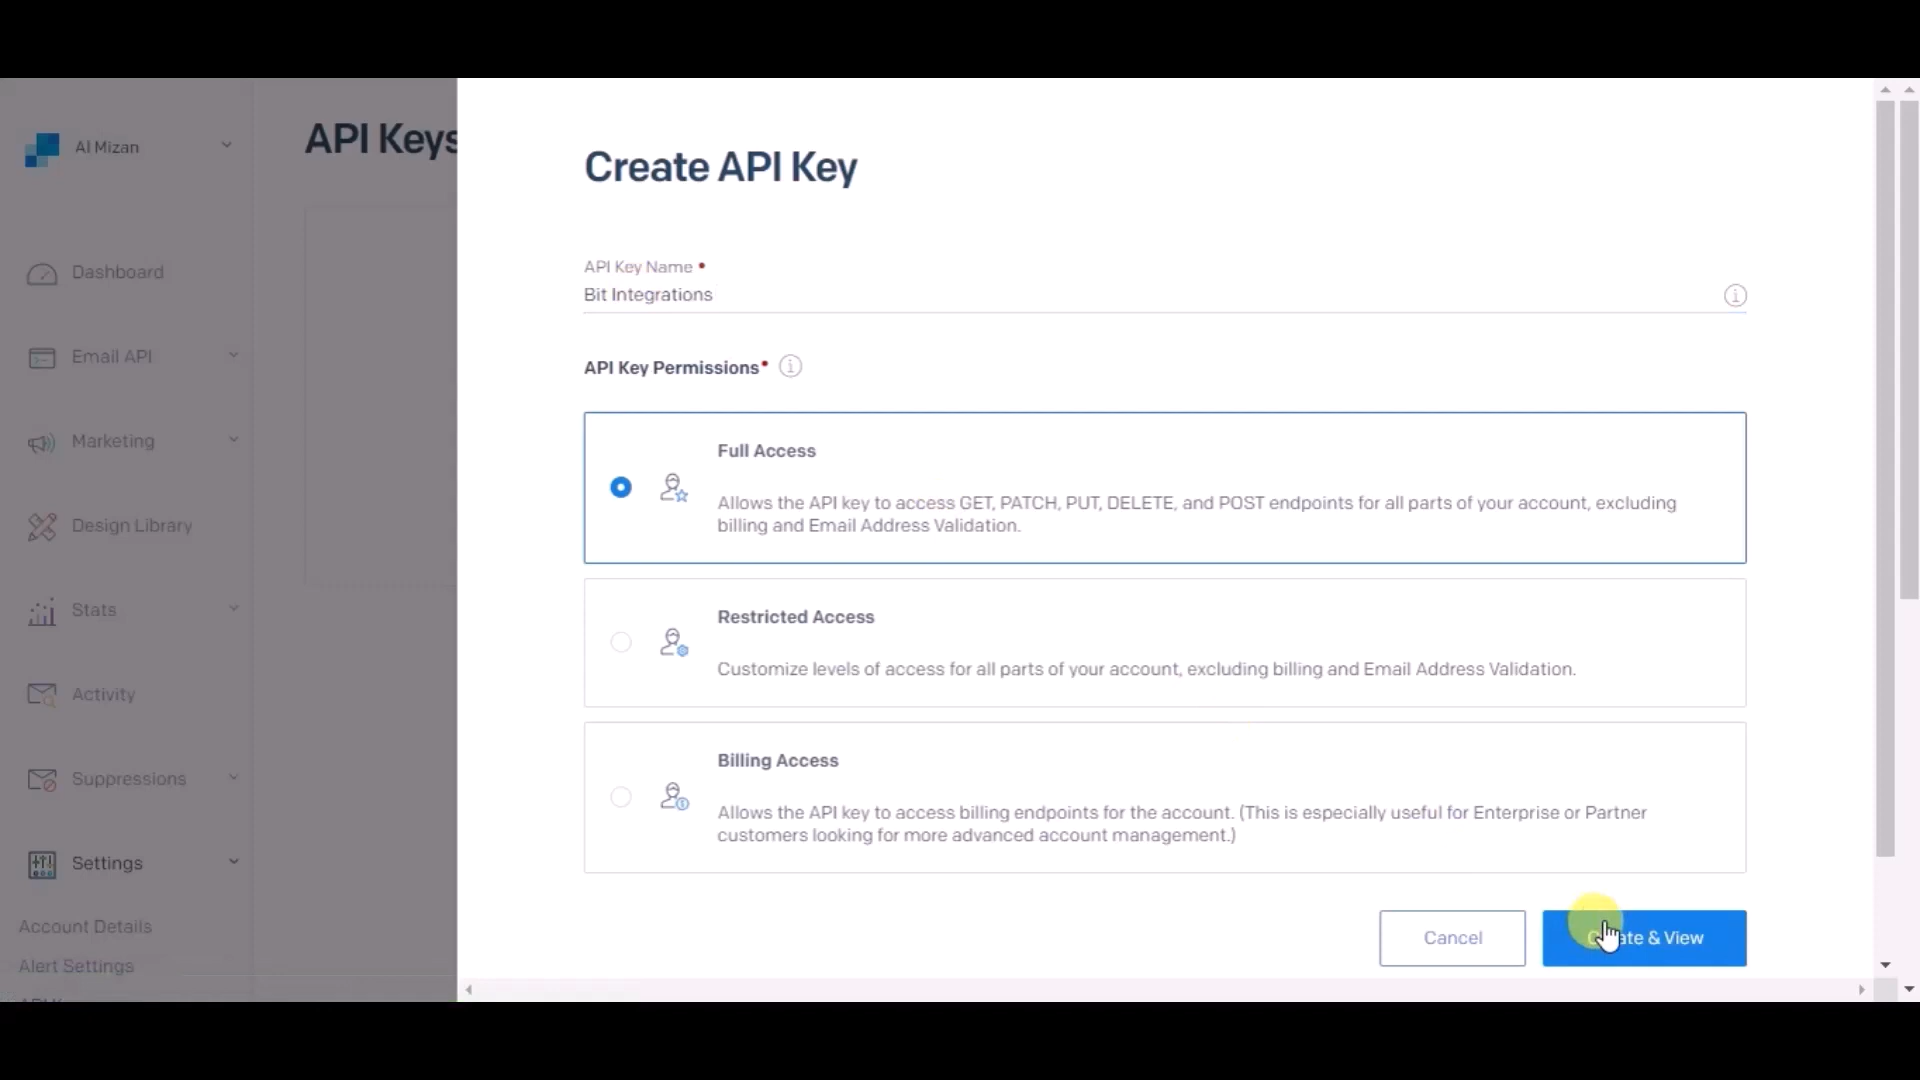 Al Mizan
Dashboard
Email API
Marketing
Design Library
Stats
Activity
Suppressions
Settings
Account Details
Alert Settings
API Keys
Create API Key
API Key Name •
Bit Integrations
API Key Permissions•
Full Access
Allows the API key to access GET, PATCH, PUT, DELETE, and POST endpoints for all parts of your account, excluding
billing and Email Address Validation.
Restricted Access
Customize levels of access for all parts of your account, excluding billing and Email Address Validation.
Billing Access
Allows the API key to access billing endpoints for the account. (This is especially useful for Enterprise or Partner
customers looking for more advanced account management.)
Cancel
Create & View